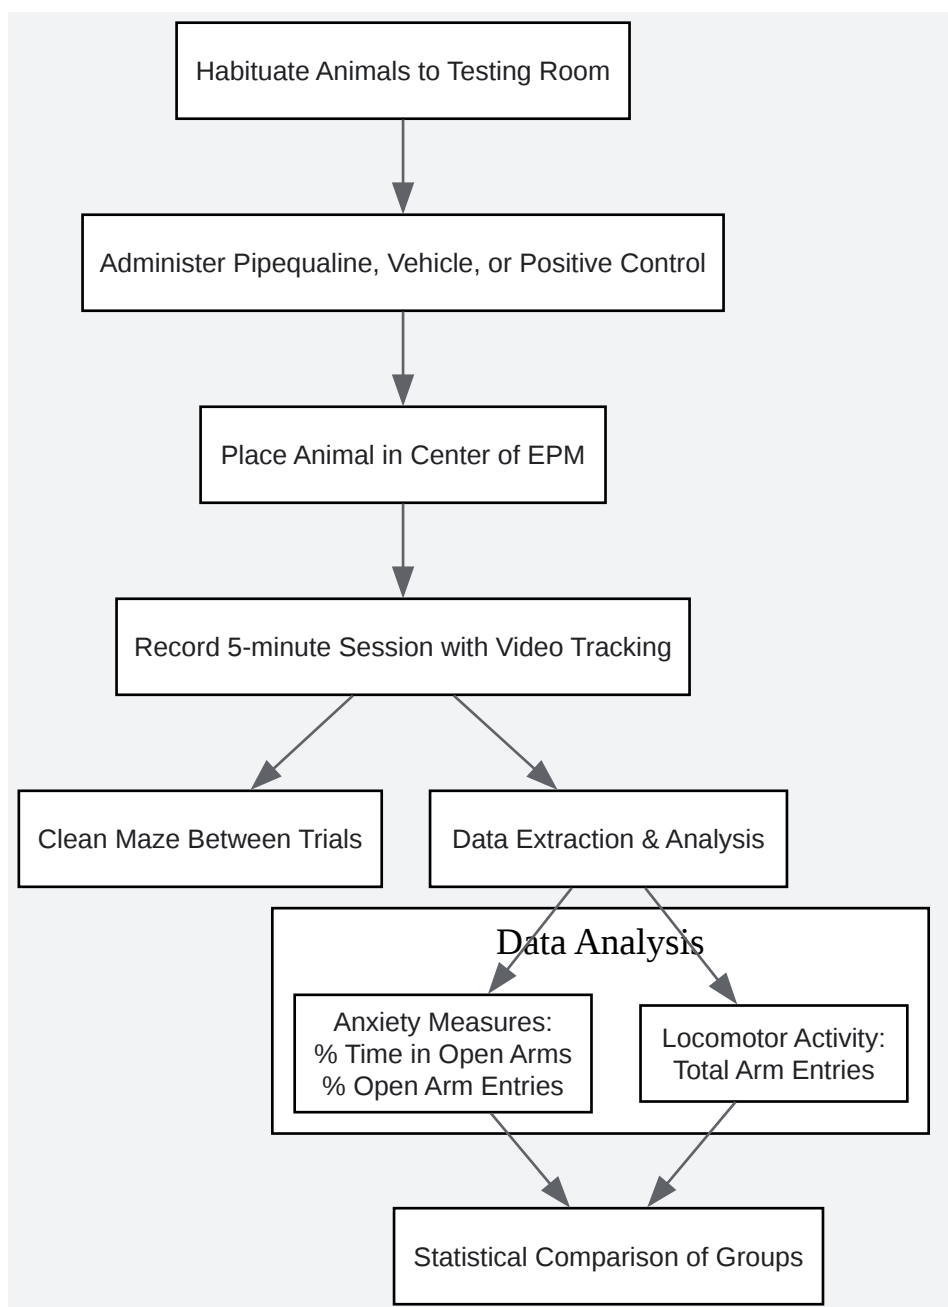 Habituate Animals to Testing Room
Administer Pipequaline, Vehicle, or Positive Control
Place Animal in Center of EPM
Record 5-minute Session with Video Tracking
Clean Maze Between Trials
Data Extraction & Analysis
Data Analysis
Anxiety Measures:
% Time in Open Arms
% Open Arm Entries
Locomotor Activity:
Total Arm Entries
Statistical Comparison of Groups